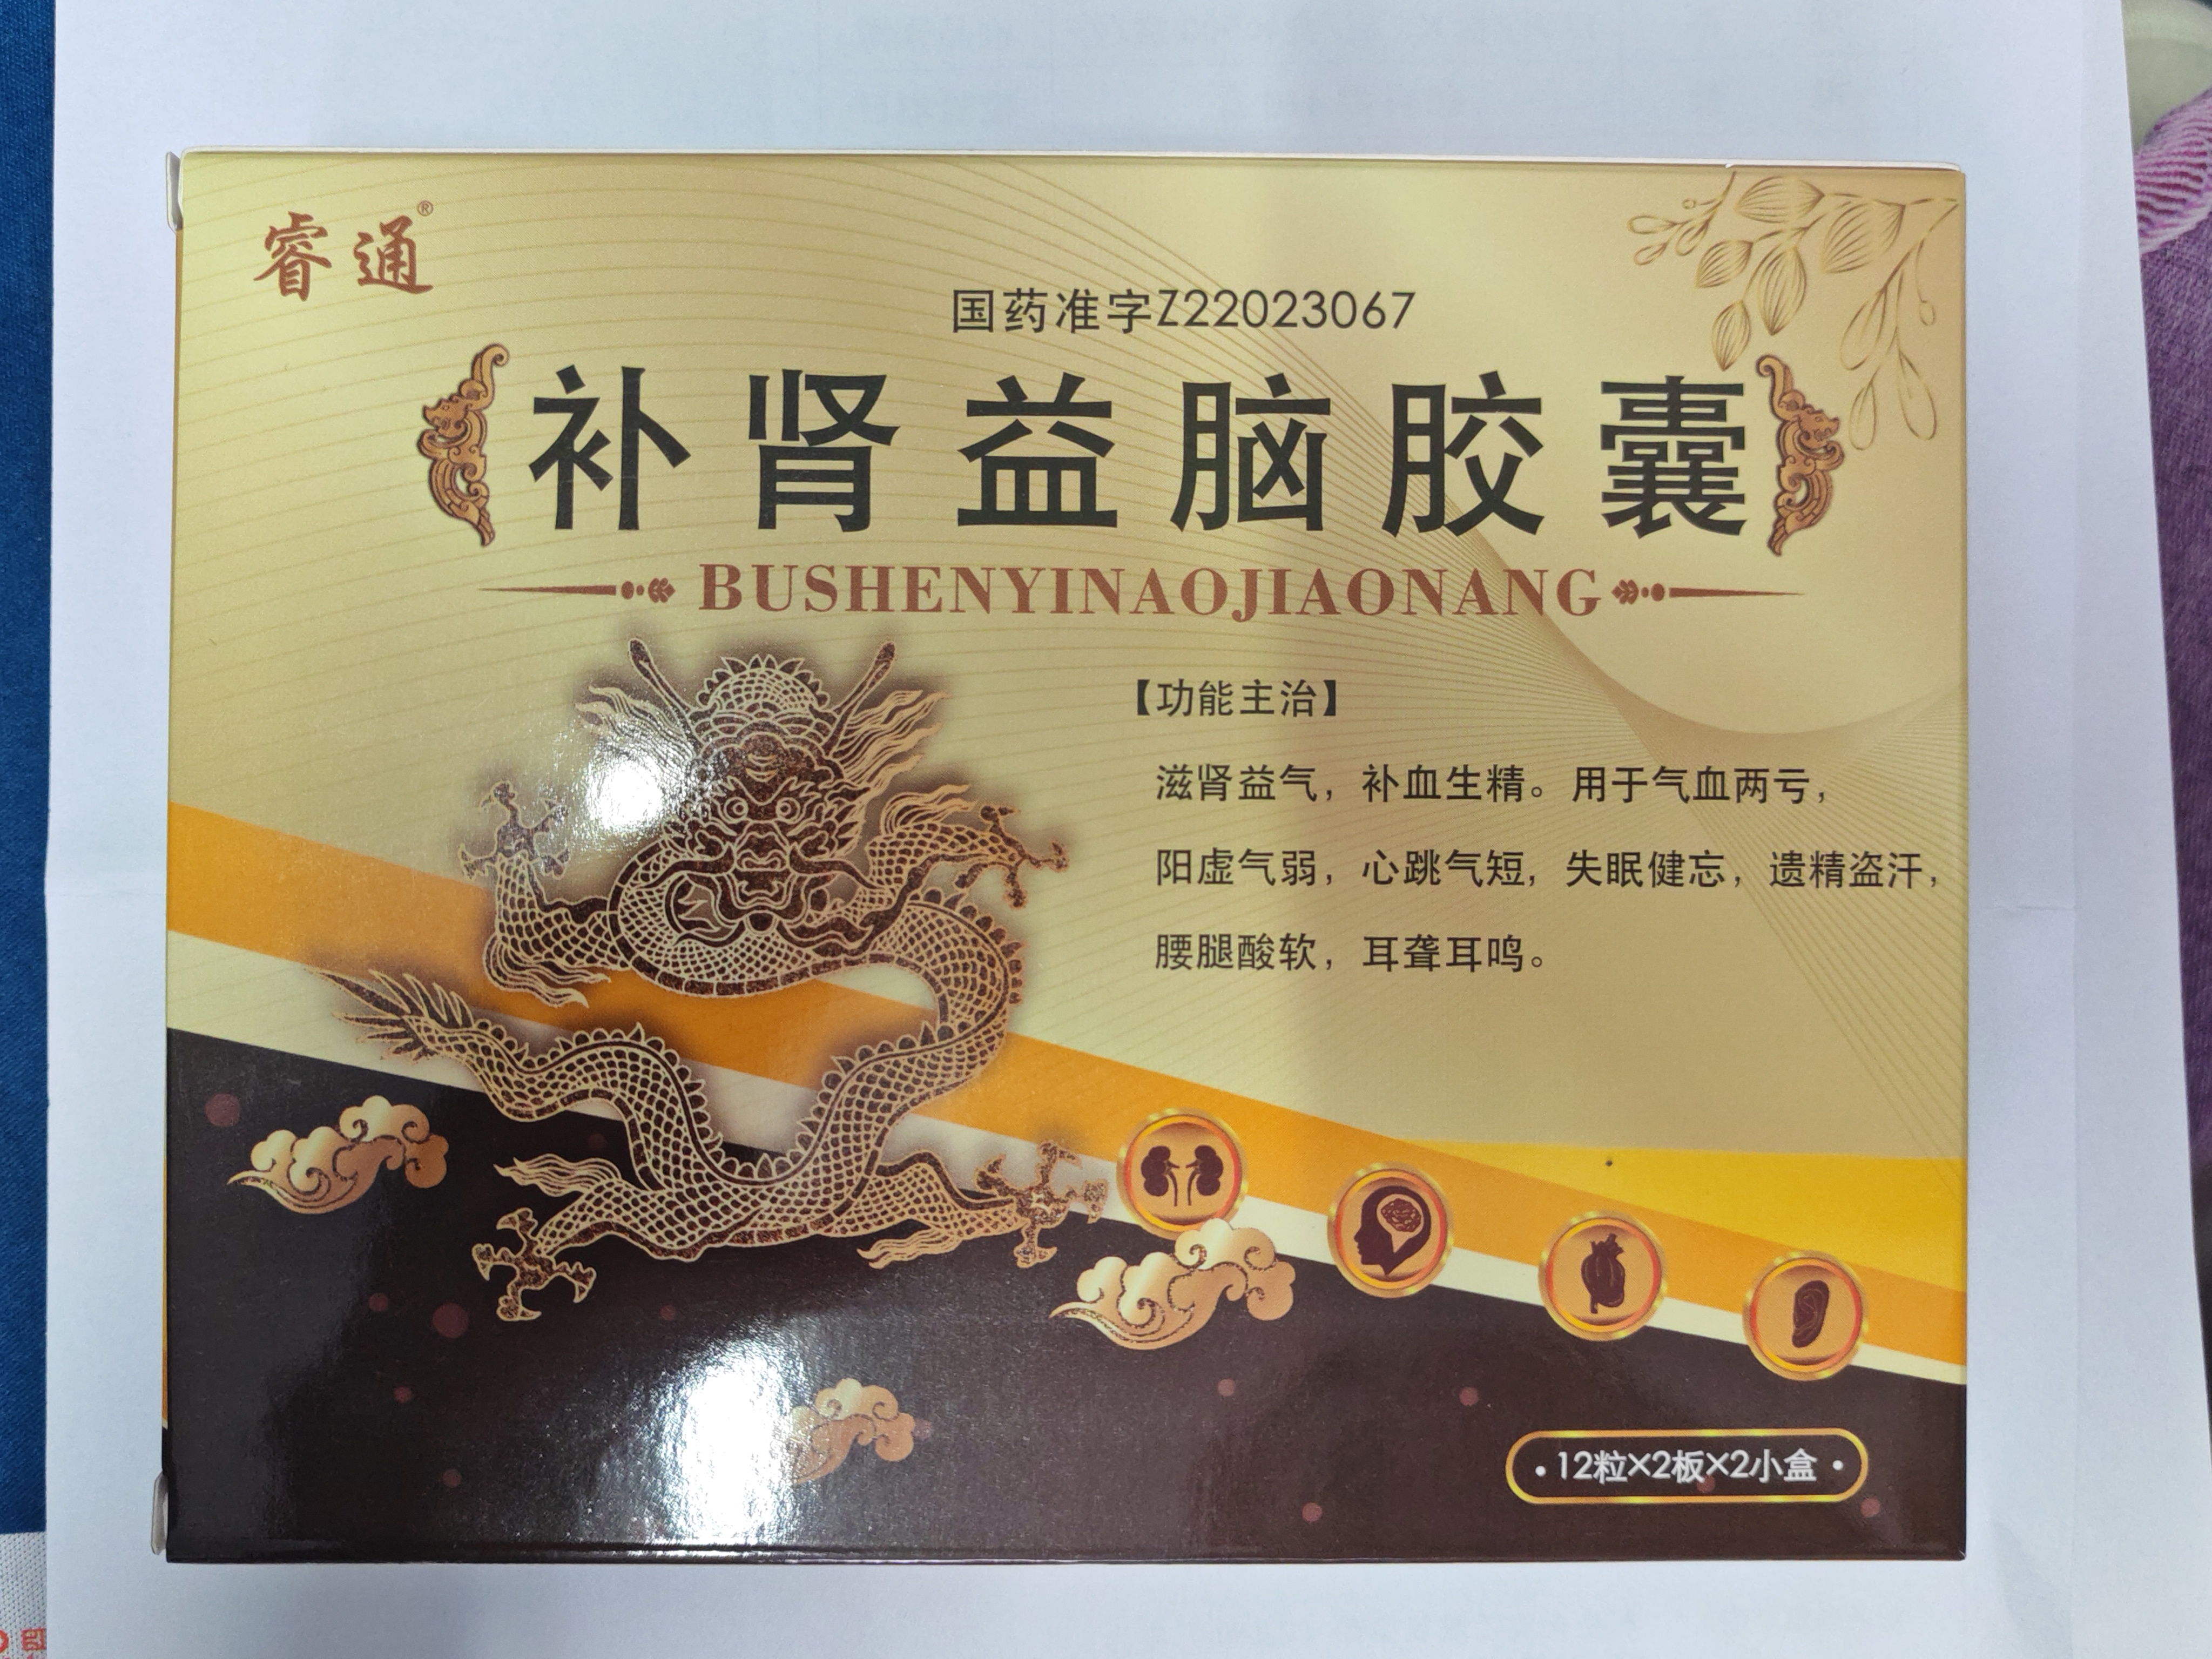 睿通®
国药准字Z22023067
补肾益脑胶囊
BUSHENYINAOJIAONANG
【功能主治】
滋肾益气，补血生精。用于气血两亏，
阳虚气弱，心跳气短，失眠健忘，遗精盗汗，
腰腿酸软，耳聋耳鸣。
·12粒×2板×2小盒·